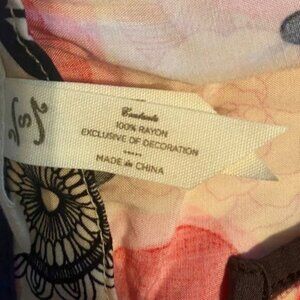 Contents
100% RAYON
EXCLUSIVE OF DECORATION
MADE IN CHINA